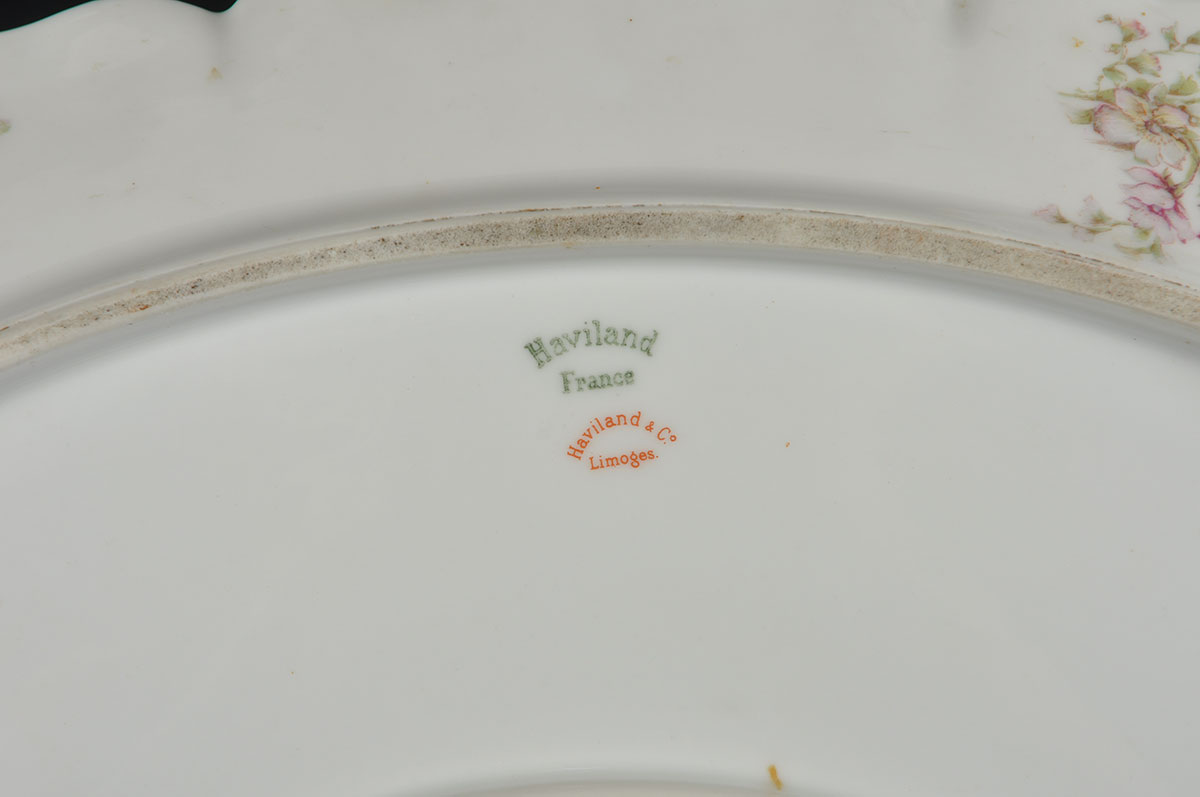 Haviland
France
Haviland & Co.
Limoges.